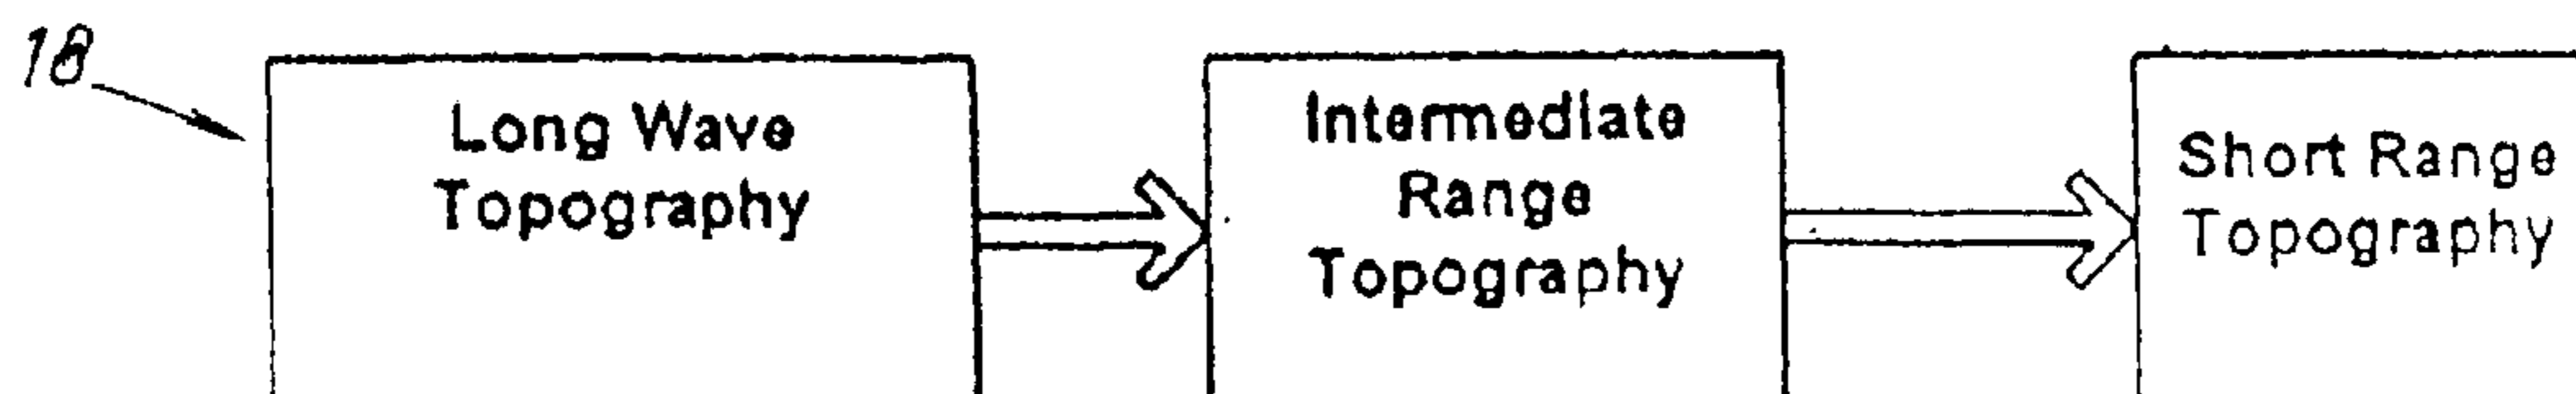 18
Long Wave
Topography
Intermediate
Range
Topography
Short Range
Topography